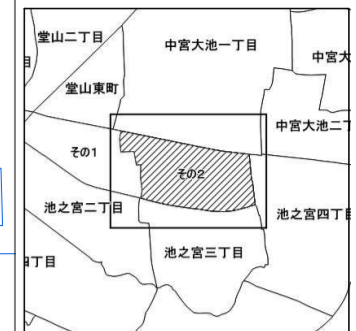 堂山二丁目
中宮大池一丁目
目
中宮大
堂山東町
中宮大池二丁
その1
その2
池之宮二丁目
池之宮四丁目
池之宮三丁目
丁目